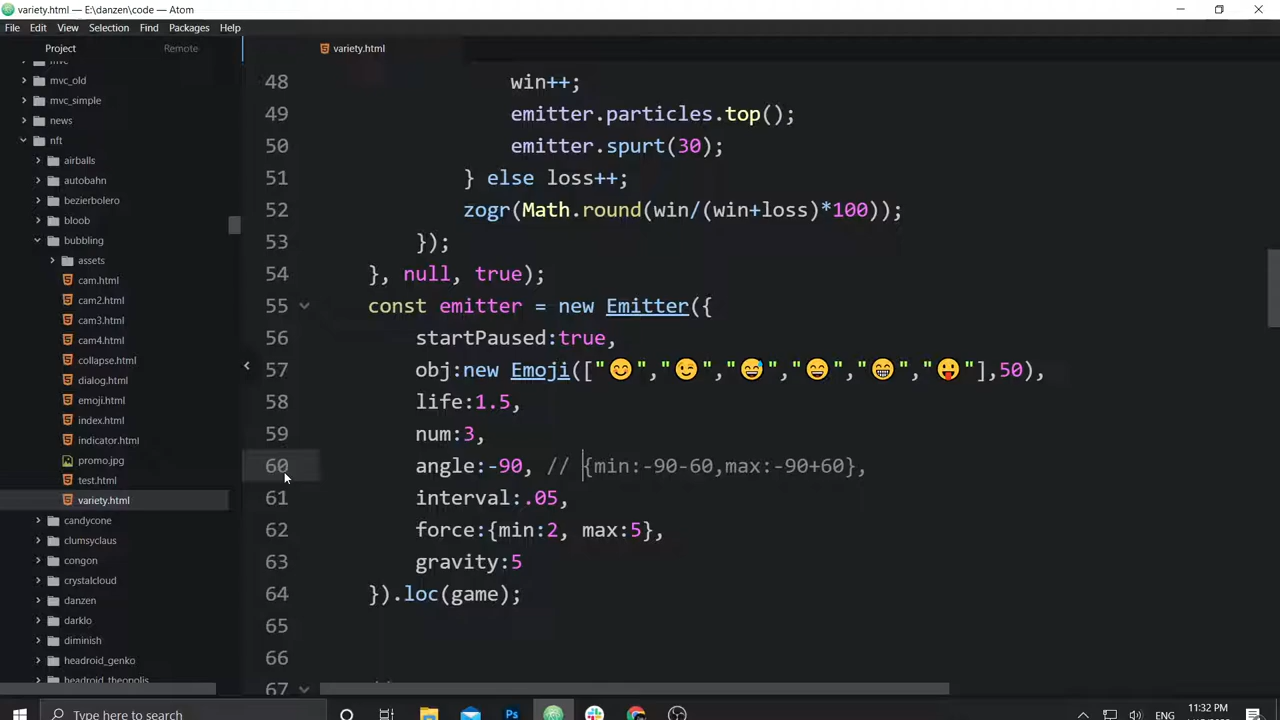 variety.html — E:\danzen\code — Atom
File Edit View Selection Find Packages Help
Project Remote
variety.html
mvc_old
mvc_simple
news
nft
airballs
autobahn
bezierbolero
bloob
bubbling
assets
cam.html
cam2.html
cam3.html
cam4.html
collapse.html
dialog.html
emoji.html
index.html
indicator.html
promo.jpg
test.html
variety.html
candycone
clumsyclaus
congon
crystalcloud
danzen
darklo
diminish
headroid_genko
headroid_theopolis
48 win++;
49 emitter.particles.top();
50 emitter.spurt(30);
51 } else loss++;
52 zogr(Math.round(win/(win+loss)*100));
53 });
54 }, null, true);
55 const emitter = new Emitter({
56 startPaused:true,
57 obj:new Emoji(["😊","😉","😅","😄","😁","😛"],50),
58 life:1.5,
59 num:3,
60 angle:-90, // {min:-90-60,max:-90+60},
61 interval:.05,
62 force:{min:2, max:5},
63 gravity:5
64 }).loc(game);
65
66
67
Type here to search
Ps
ENG
11:32 PM